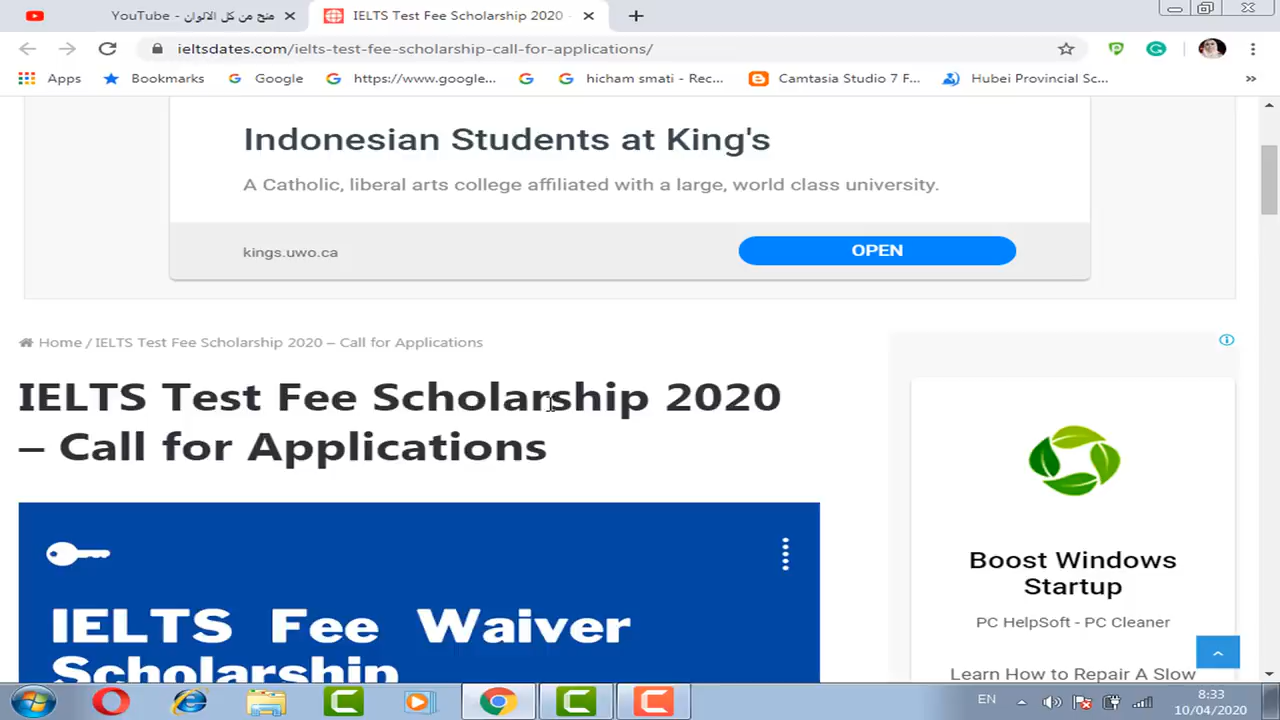 YouTube - منح من كل الالوان
IELTS Test Fee Scholarship 2020 -
ieltsdates.com/ielts-test-fee-scholarship-call-for-applications/
Apps
Bookmarks
Google
https://www.google...
hicham smati - Rec...
Camtasia Studio 7 F...
Hubei Provincial Sc...
»
Indonesian Students at King's
A Catholic, liberal arts college affiliated with a large, world class university.
kings.uwo.ca
OPEN
Home / IELTS Test Fee Scholarship 2020 – Call for Applications
IELTS Test Fee Scholarship 2020
– Call for Applications
IELTS Fee Waiver
Scholarship
Boost Windows
Startup
PC HelpSoft - PC Cleaner
Learn How to Repair A Slow
EN
8:33
10/04/2020